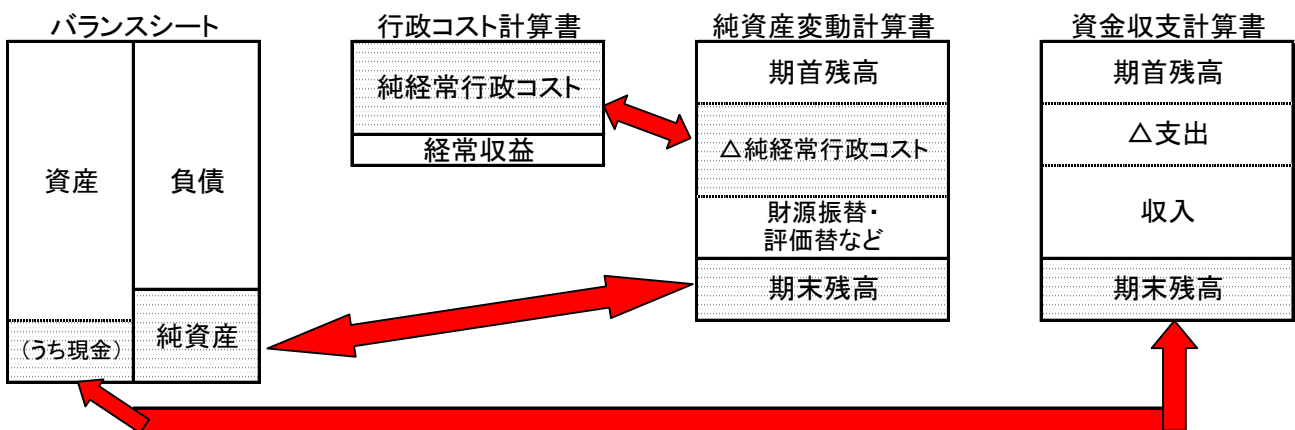 バランスシート
資産
負債
(うち現金)
純資産
行政コスト計算書
純経常行政コスト
経常収益
純資産変動計算書
期首残高
△純経常行政コスト
財源振替・
評価替など
期末残高
資金収支計算書
期首残高
△支出
収入
期末残高